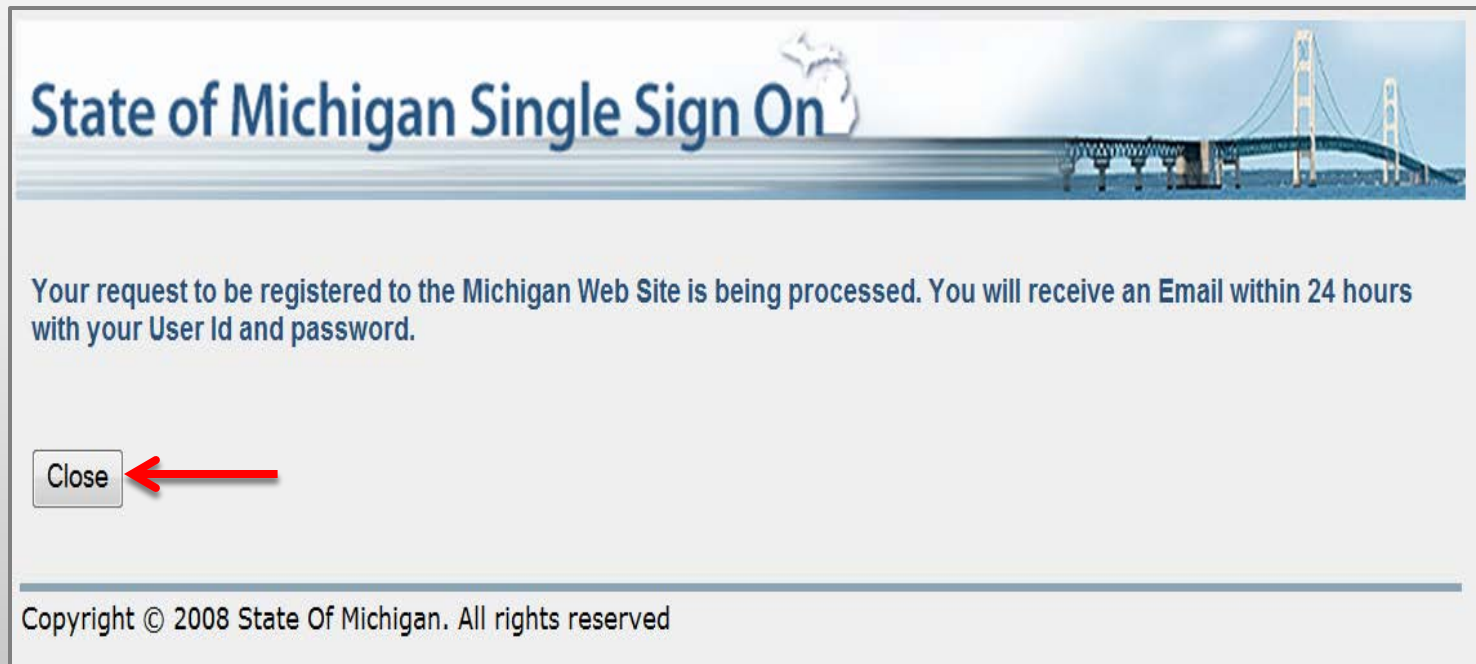 State of Michigan Single Sign On
Your request to be registered to the Michigan Web Site is being processed. You will receive an Email within 24 hours
with your User Id and password.
Close
Copyright © 2008 State Of Michigan. All rights reserved